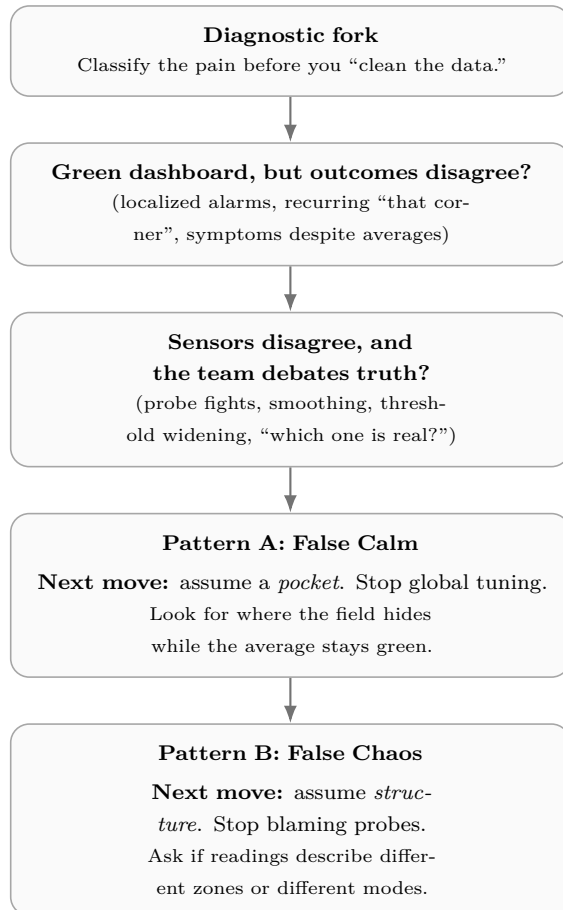 Diagnostic fork
Classify the pain before you “clean the data.”
Green dashboard, but outcomes disagree?
(localized alarms, recurring “that cor-
ner”, symptoms despite averages)
Sensors disagree, and
the team debates truth?
(probe fights, smoothing, thresh-
old widening, “which one is real?”)
Pattern A: False Calm
Next move: assume a pocket. Stop global tuning.
Look for where the field hides
while the average stays green.
Pattern B: False Chaos
Next move: assume struc-
ture. Stop blaming probes.
Ask if readings describe differ-
ent zones or different modes.